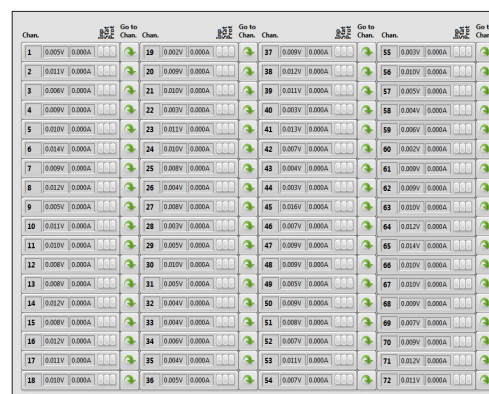 Chan. Inp Stat Prot Go to Chan. Chan. Inp Stat Prot Go to Chan. Chan. Inp Stat Prot Go to Chan. Chan. Inp Stat Prot Go to Chan.
1 0.005V 0.000A 19 0.002V 0.000A 37 0.009V 0.000A 55 0.003V 0.000A
2 0.011V 0.000A 20 0.009V 0.000A 38 0.012V 0.000A 56 0.010V 0.000A
3 0.006V 0.000A 21 0.010V 0.000A 39 0.011V 0.000A 57 0.005V 0.000A
4 0.009V 0.000A 22 0.003V 0.000A 40 0.003V 0.000A 58 0.004V 0.000A
5 0.010V 0.000A 23 0.011V 0.000A 41 0.013V 0.000A 59 0.006V 0.000A
6 0.014V 0.000A 24 0.010V 0.000A 42 0.007V 0.000A 60 0.002V 0.000A
7 0.009V 0.000A 25 0.008V 0.000A 43 0.004V 0.000A 61 0.009V 0.000A
8 0.012V 0.000A 26 0.004V 0.000A 44 0.003V 0.000A 62 0.009V 0.000A
9 0.005V 0.000A 27 0.008V 0.000A 45 0.016V 0.000A 63 0.010V 0.000A
10 0.011V 0.000A 28 0.003V 0.000A 46 0.007V 0.000A 64 0.012V 0.000A
11 0.010V 0.000A 29 0.005V 0.000A 47 0.009V 0.000A 65 0.014V 0.000A
12 0.008V 0.000A 30 0.010V 0.000A 48 0.009V 0.000A 66 0.010V 0.000A
13 0.008V 0.000A 31 0.005V 0.000A 49 0.005V 0.000A 67 0.010V 0.000A
14 0.012V 0.000A 32 0.004V 0.000A 50 0.009V 0.000A 68 0.009V 0.000A
15 0.008V 0.000A 33 0.004V 0.000A 51 0.008V 0.000A 69 0.007V 0.000A
16 0.012V 0.000A 34 0.006V 0.000A 52 0.007V 0.000A 70 0.009V 0.000A
17 0.011V 0.000A 35 0.004V 0.000A 53 0.011V 0.000A 71 0.012V 0.000A
18 0.010V 0.000A 36 0.005V 0.000A 54 0.007V 0.000A 72 0.011V 0.000A